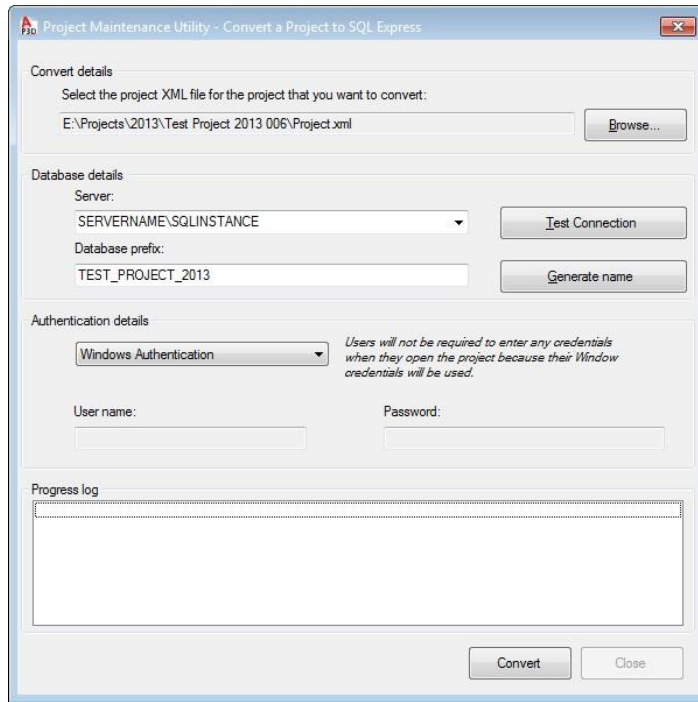 A
P3D
Project Maintenance Utility - Convert a Project to SQL Express
Convert details
Select the project XML file for the project that you want to convert:
E:\Projects\2013\Test Project 2013 006\Project.xml
Browse...
Database details
Server:
SERVERNAME\SQLINSTANCE
Test Connection
Database prefix:
TEST_PROJECT_2013
Generate name
Authentication details
Windows Authentication
Users will not be required to enter any credentials
when they open the project because their Window
credentials will be used.
User name:
Password:
Progress log
Convert
Close